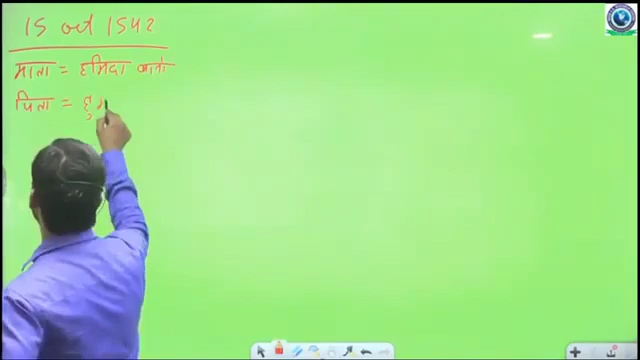 15 oct 1542
माता = हमिदा बानो
पिता = हुम